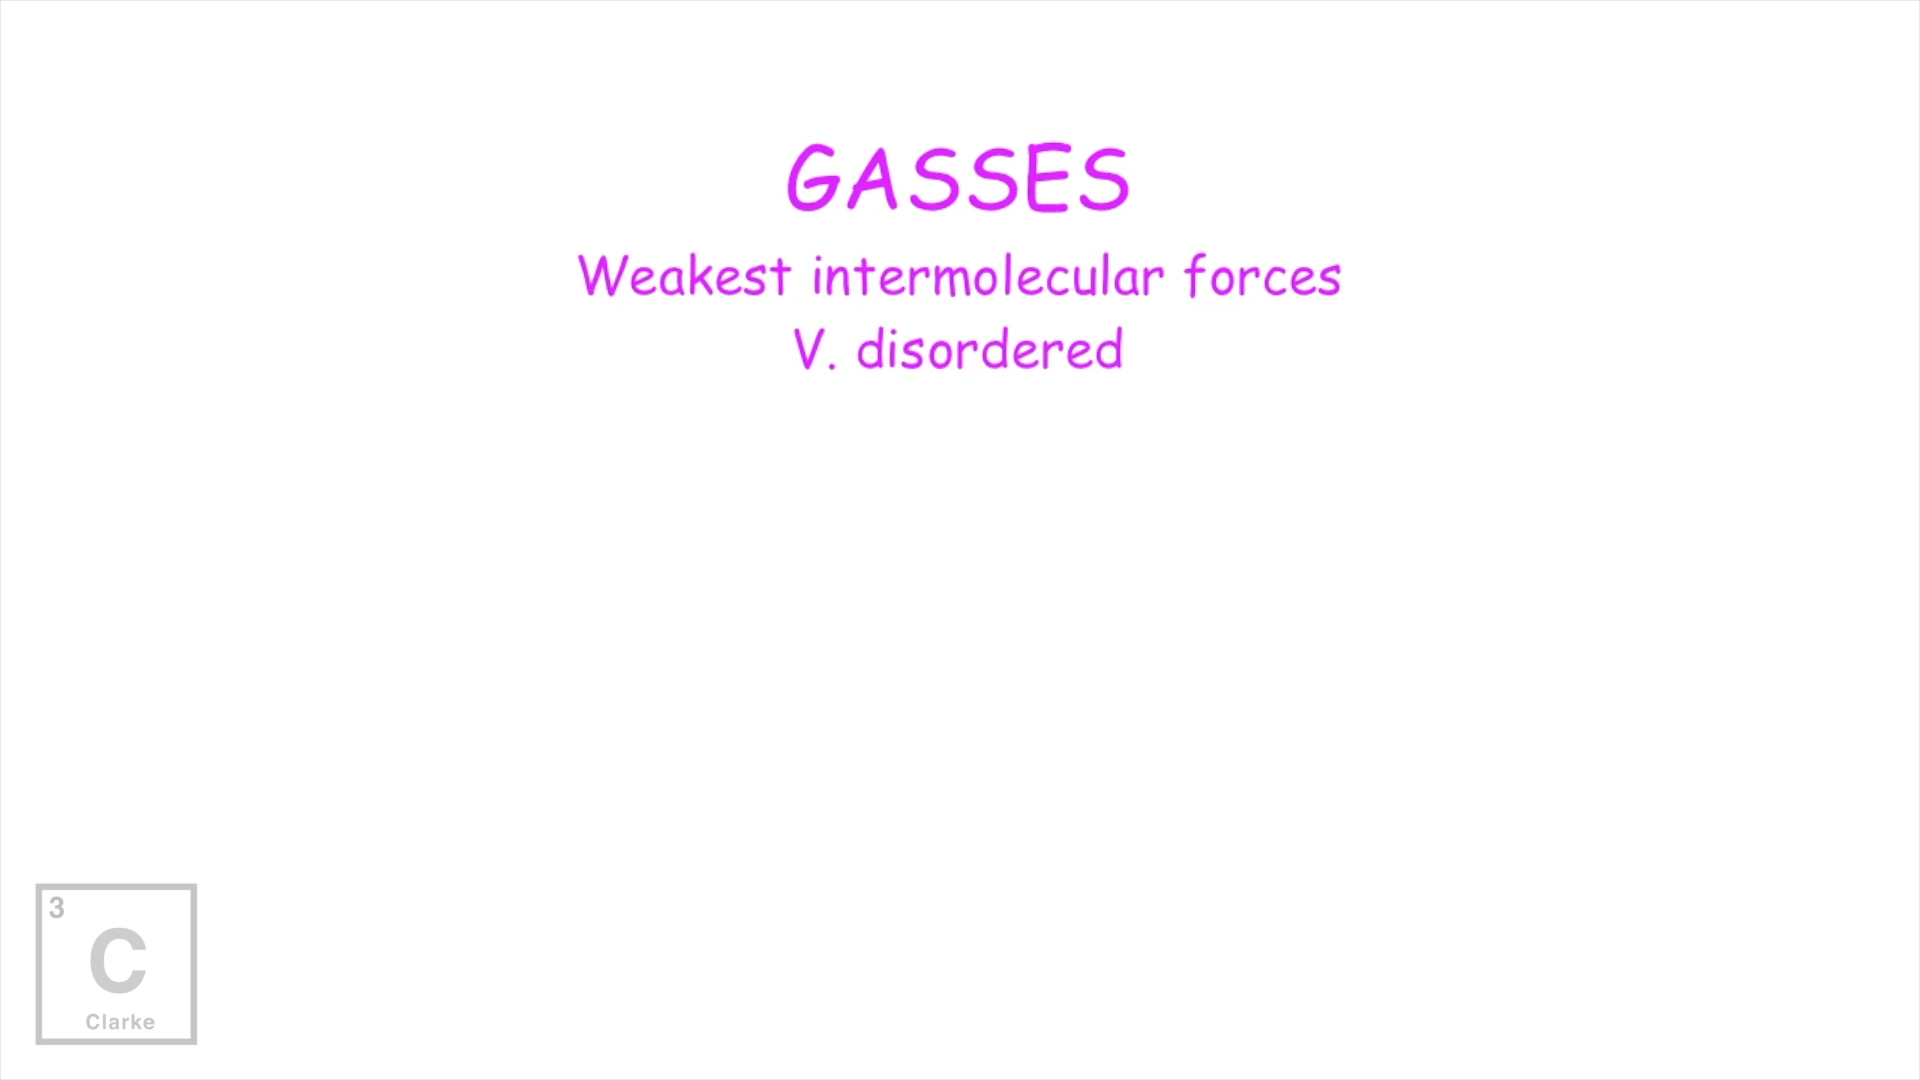 GASSES
Weakest intermolecular forces
V. disordered
3
C
Clarke